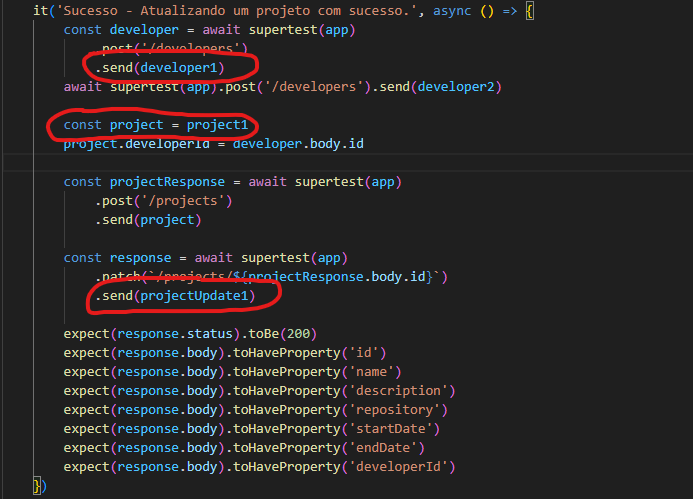 it('Sucesso - Atualizando um projeto com sucesso.', async () => {
const developer = await supertest(app)
.post('/developers')
.send(developer1)
await supertest(app).post('/developers').send(developer2)
const project = project1
project.developerId = developer.body.id
const projectResponse = await supertest(app)
.post('/projects')
.send(project)
const response = await supertest(app)
.patch(`/projects/${projectResponse.body.id}`)
.send(projectUpdate1)
expect(response.status).toBe(200)
expect(response.body).toHaveProperty('id')
expect(response.body).toHaveProperty('name')
expect(response.body).toHaveProperty('description')
expect(response.body).toHaveProperty('repository')
expect(response.body).toHaveProperty('startDate')
expect(response.body).toHaveProperty('endDate')
expect(response.body).toHaveProperty('developerId')
})